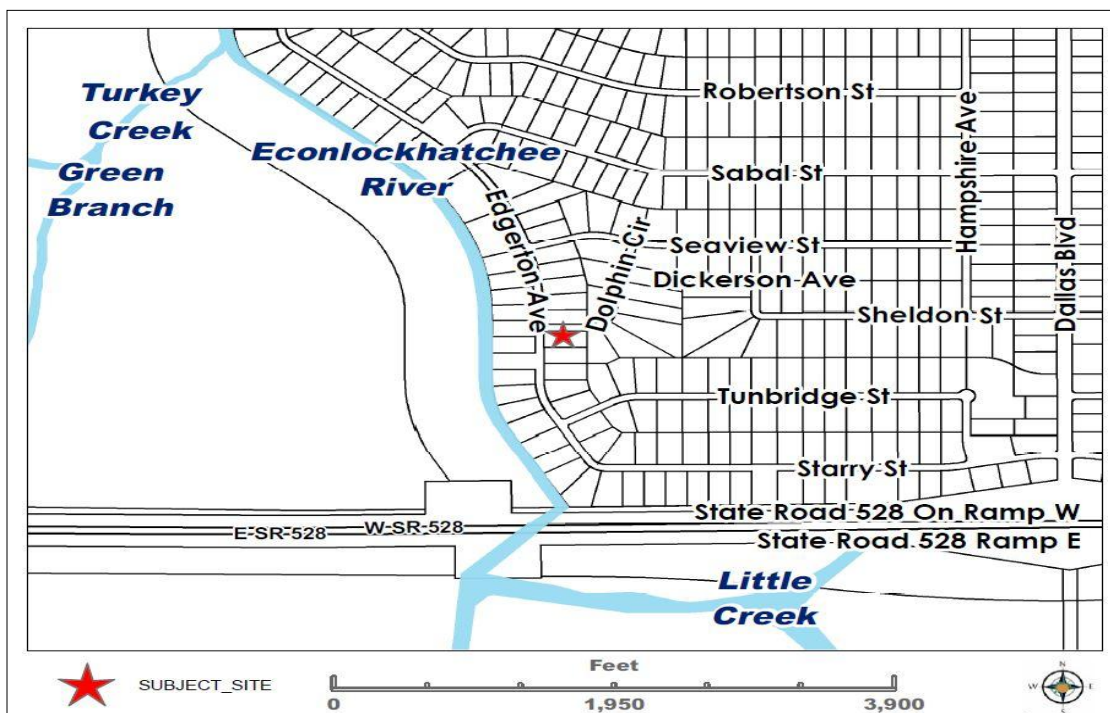 Turkey
Creek
Green
Branch
Econlockhatchee
River
Robertson St
Sabal St
Hampshire Ave
Edgerton Ave
Dolphin Cir
Seaview St
Dickerson Ave
Dallas Blvd
Sheldon St
Tunbridge St
Starry St
State Road 528 On Ramp W
W SR-528
E SR-528
State Road 528 Ramp E
Little
Creek
SUBJECT_SITE
Feet
0
1,950
3,900
N
W
E
S